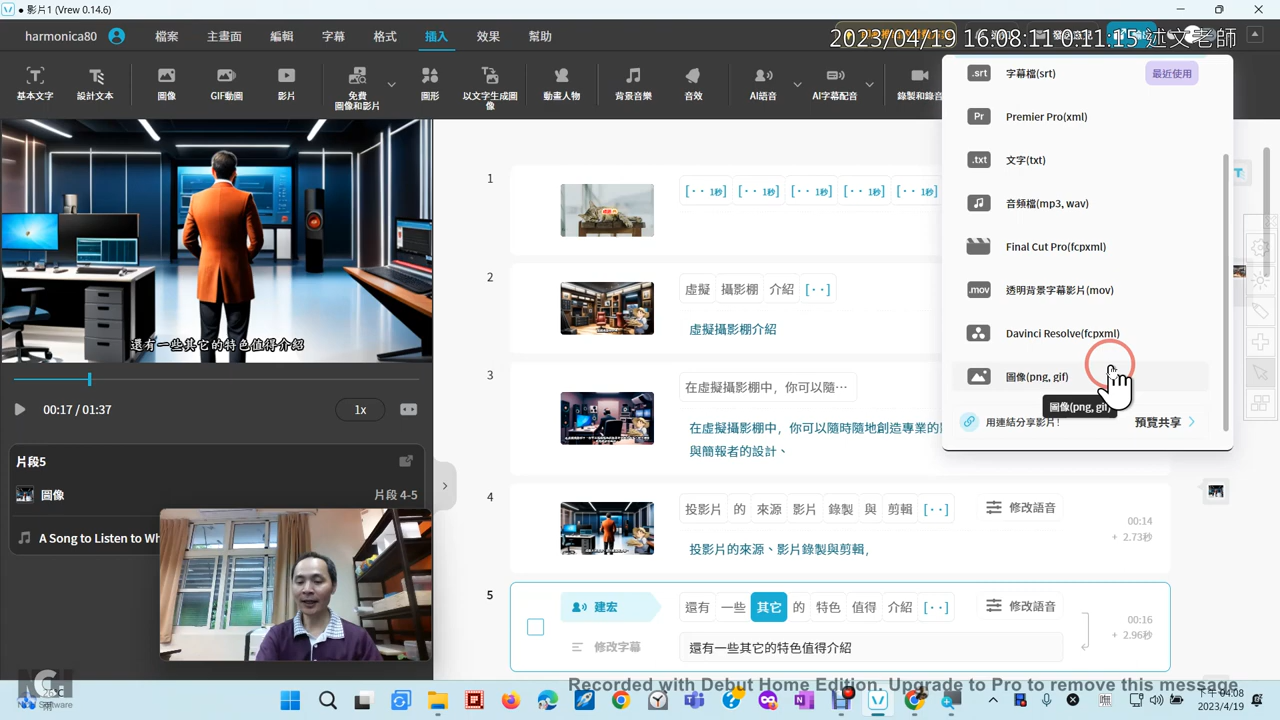 ● 影片1 (Vrew 0.14.6)
harmonica80
檔案
主畫面
編輯
字幕
格式
插入
效果
幫助
2023/04/19 16:08:11 0:11:15 述文老師
基本文字
設計文本
圖像
GIF動圖
影片
免費
圖像和影片
圖形
以文字生成圖
像
動畫人物
背景音樂
音效
AI語音
AI字幕配音
錄製和錄音
.srt 字幕檔(srt) 最近使用
Pr Premier Pro(xml)
.txt 文字(txt)
音頻檔(mp3, wav)
Final Cut Pro(fcpxml)
.mov 透明背景字幕影片(mov)
Davinci Resolve(fcpxml)
圖像(png, gif)
圖像(png, gif)
用連結分享影片!
預覽共享
還有一些其它的特色值得介紹
00:17 / 01:37
1x
片段5
圖像
片段 4-5
A Song to Listen to Wh
1
[·· 1秒] [·· 1秒] [·· 1秒] [·· 1秒] [·· 1秒]
2
虛擬 攝影棚 介紹 [··]
虛擬攝影棚介紹
3
在虛擬攝影棚中，你可以隨⋯
在虛擬攝影棚中，你可以隨時隨地創造專業的
與簡報者的設計、
4
投影片 的 來源 影片 錄製 與 剪輯 [··]
修改語音
00:14
+ 2.73秒
投影片的來源、影片錄製與剪輯,
5
建宏
還有 一些 其它 的 特色 值得 介紹 [··]
修改語音
00:16
+ 2.96秒
修改字幕
還有一些其它的特色值得介紹
NCH Software
Recorded with Debut Home Edition. Upgrade to Pro to remove this message
下午 04:08
2023/04/19